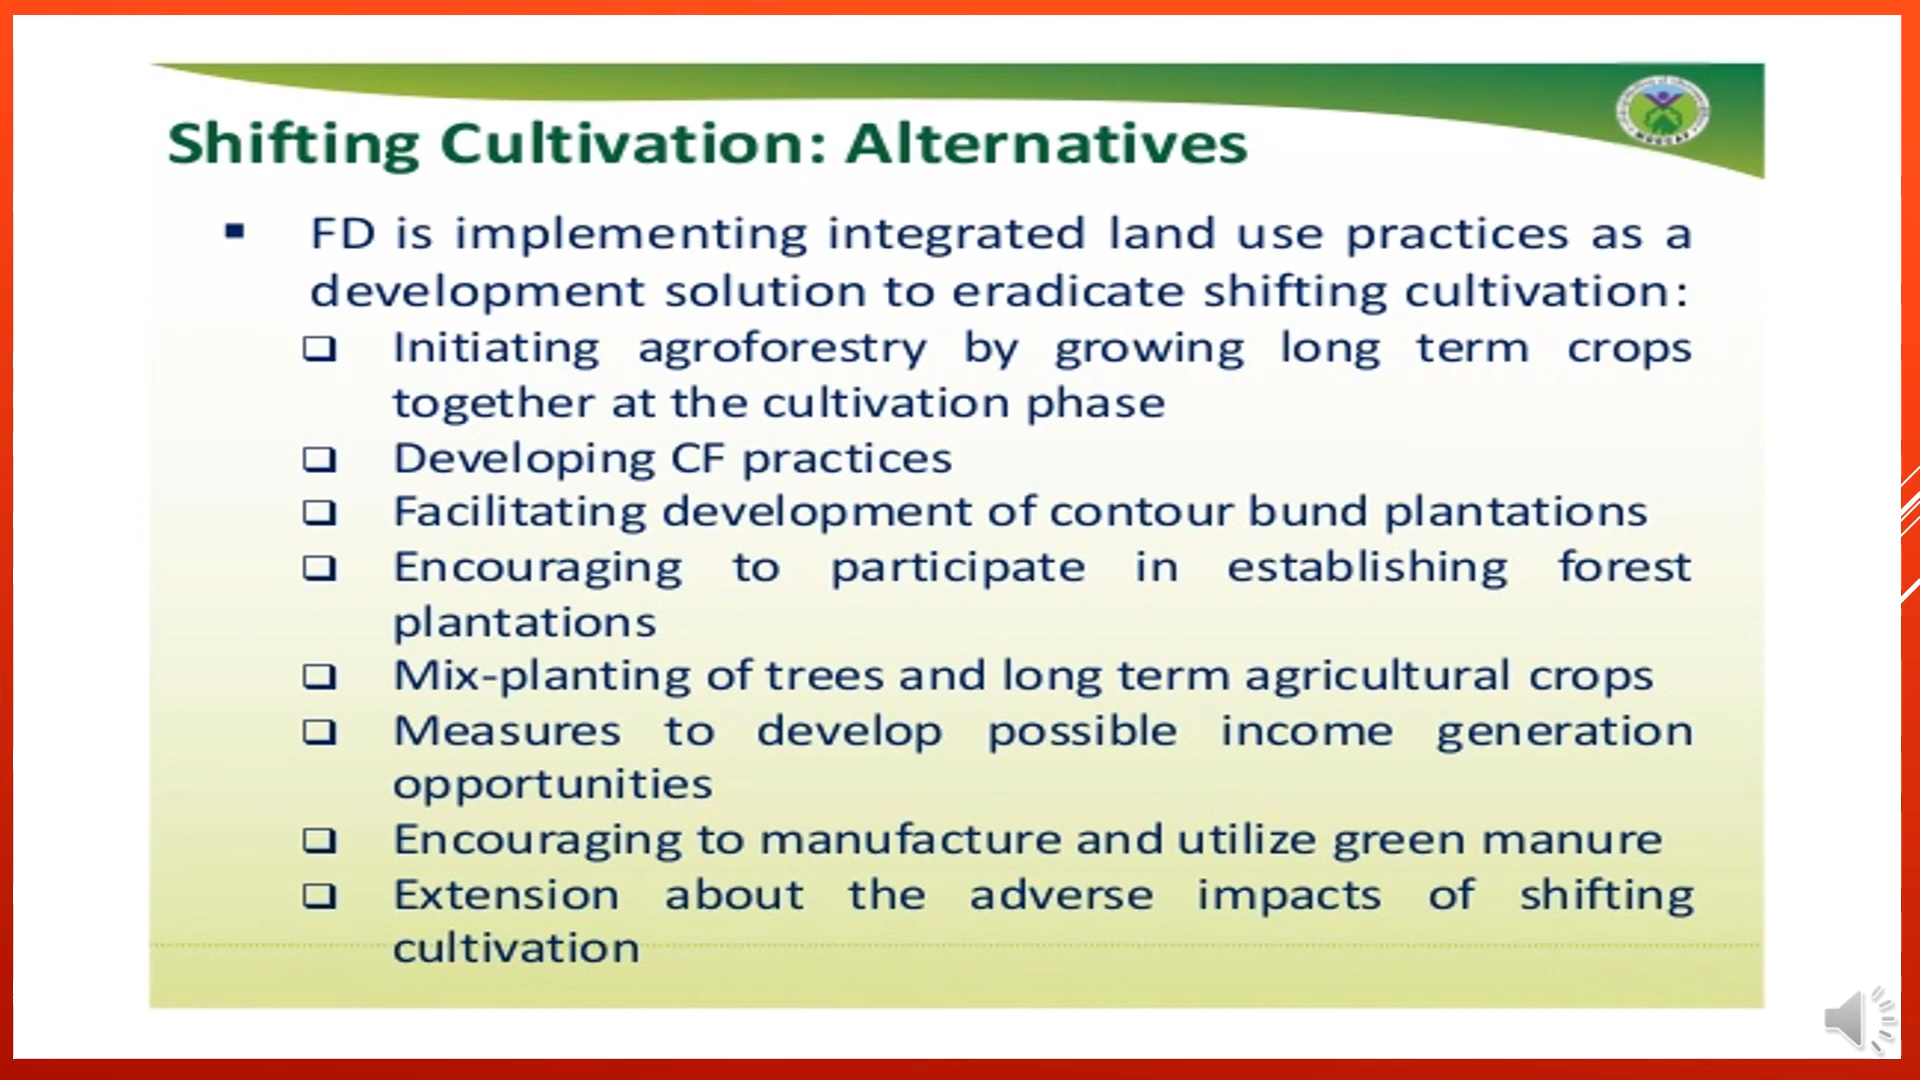 Shifting Cultivation: Alternatives
▪ FD is implementing integrated land use practices as a
development solution to eradicate shifting cultivation:
❑ Initiating agroforestry by growing long term crops
together at the cultivation phase
❑ Developing CF practices
❑ Facilitating development of contour bund plantations
❑ Encouraging to participate in establishing forest
plantations
❑ Mix-planting of trees and long term agricultural crops
❑ Measures to develop possible income generation
opportunities
❑ Encouraging to manufacture and utilize green manure
❑ Extension about the adverse impacts of shifting
cultivation